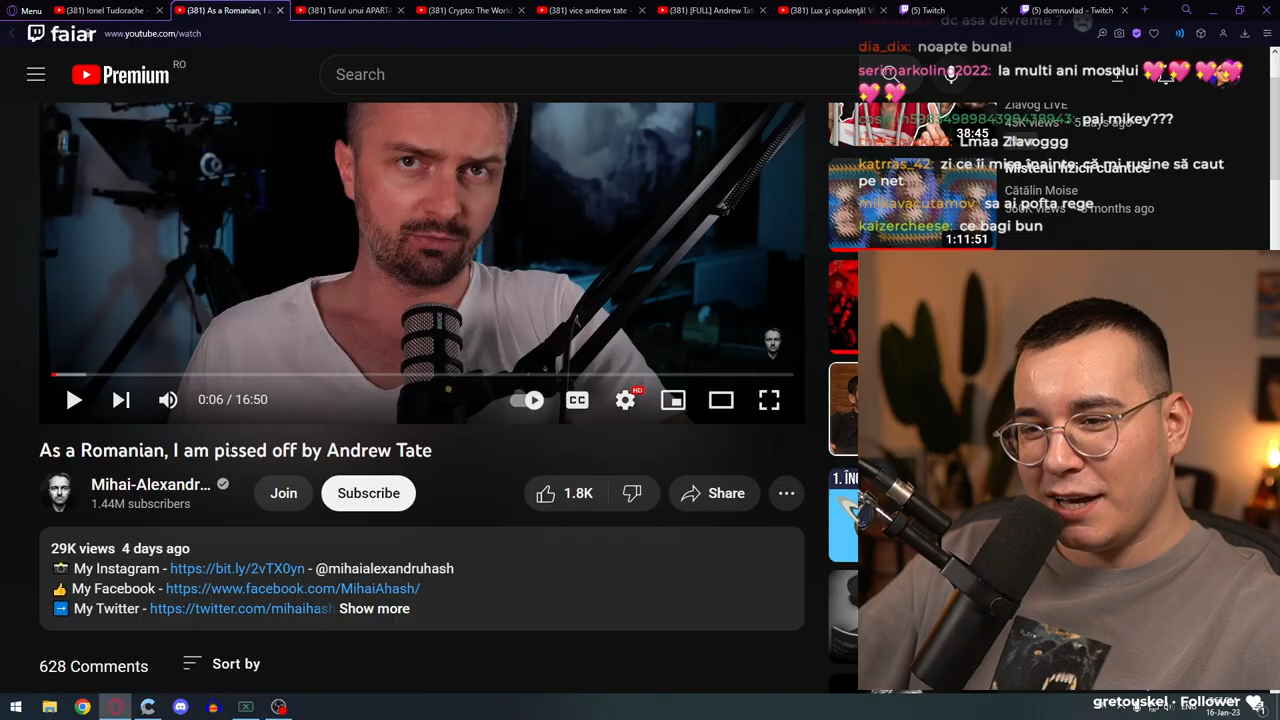 Menu
(381) Ionel Tudorache -
(381) As a Romanian, I a
(381) Turul unui APARTA
(381) Crypto: The World
(381) vice andrew tate -
(381) [FULL] Andrew Tat
(381) Lux și opulență!
(5) Twitch
(5) domnuvlad - Twitch
faiar
www.youtube.com/watch
dc asa devreme ?
dia_dix: noapte buna!
serimarkoling2022: la multi ani mosului
pai mikey???
Lmaa Zlavoggg
katrras_42: zi ce îi mise înainte, că mi rușine să caut
pe net
sa ai pofta rege
kaizercheese: ce bagi bun
Premium RO
Search
Zlavog LIVE
38:45
Misterul fizicii cuantice
Cătălin Moise
1:11:51
0:06 / 16:50
CC
HD
As a Romanian, I am pissed off by Andrew Tate
Mihai-Alexandr...
1.44M subscribers
Join
Subscribe
1.8K
Share
29K views 4 days ago
My Instagram - https://bit.ly/2vTX0yn - @mihaialexandruhash
My Facebook - https://www.facebook.com/MihaiAhash/
My Twitter - https://twitter.com/mihaihash Show more
628 Comments
Sort by
gretouskel • Follower
16-Jan-23